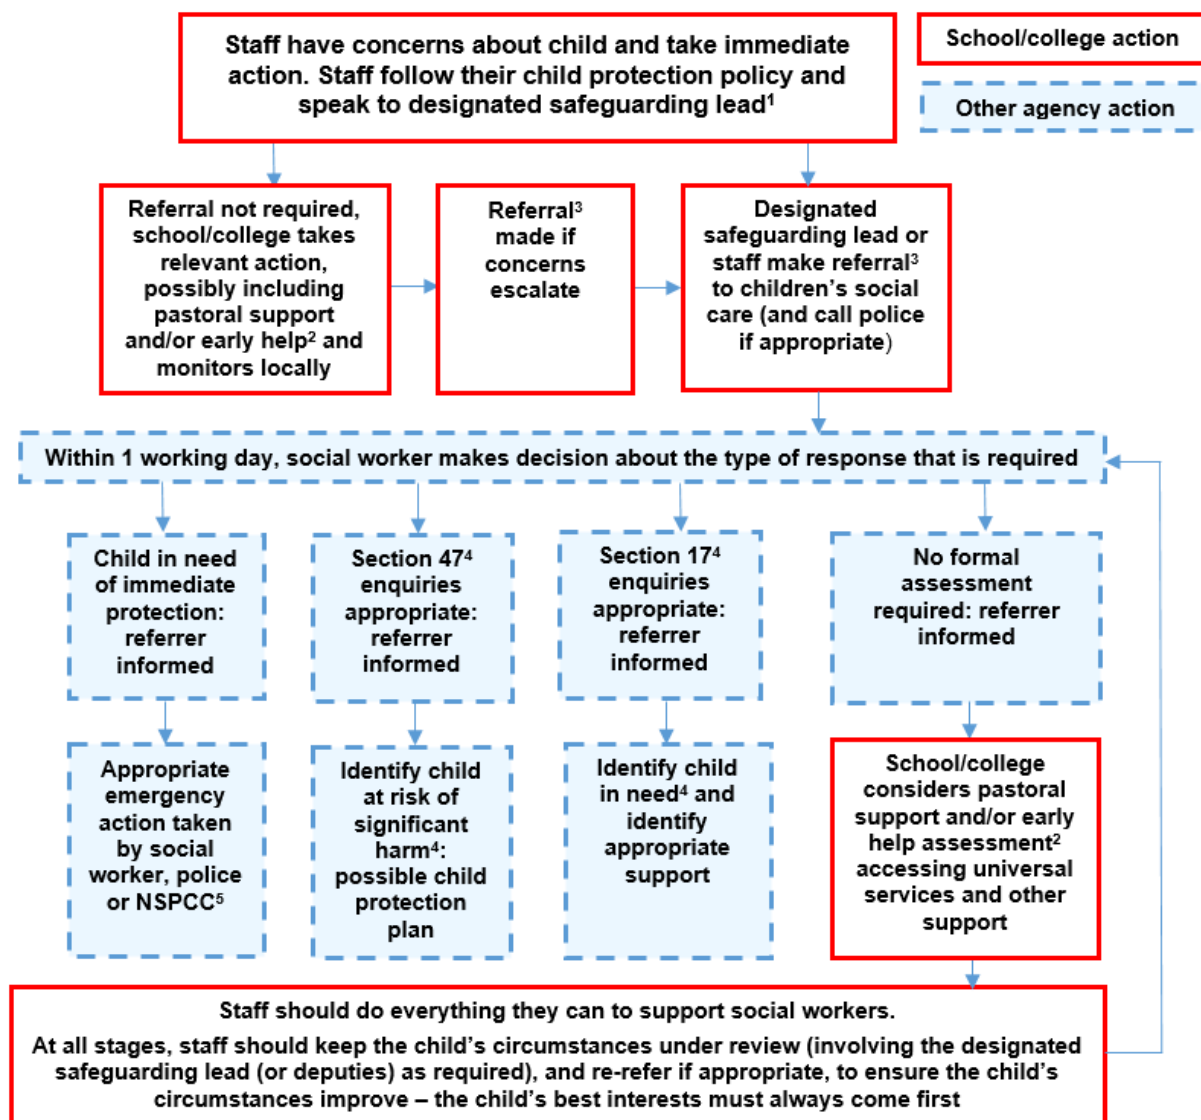 Staff have concerns about child and take immediate
action. Staff follow their child protection policy and
speak to designated safeguarding lead¹
School/college action
Other agency action
Referral not required,
school/college takes
relevant action,
possibly including
pastoral support
and/or early help² and
monitors locally
Referral³
made if
concerns
escalate
Designated
safeguarding lead or
staff make referral³
to children’s social
care (and call police
if appropriate)
Within 1 working day, social worker makes decision about the type of response that is required
Child in need
of immediate
protection:
referrer
informed
Section 47⁴
enquiries
appropriate:
referrer
informed
Section 17⁴
enquiries
appropriate:
referrer
informed
No formal
assessment
required: referrer
informed
Appropriate
emergency
action taken
by social
worker, police
or NSPCC⁵
Identify child
at risk of
significant
harm⁴:
possible child
protection
plan
Identify child
in need⁴ and
identify
appropriate
support
School/college
considers pastoral
support and/or early
help assessment²
accessing universal
services and other
support
Staff should do everything they can to support social workers.
At all stages, staff should keep the child’s circumstances under review (involving the designated
safeguarding lead (or deputies) as required), and re-refer if appropriate, to ensure the child’s
circumstances improve – the child’s best interests must always come first